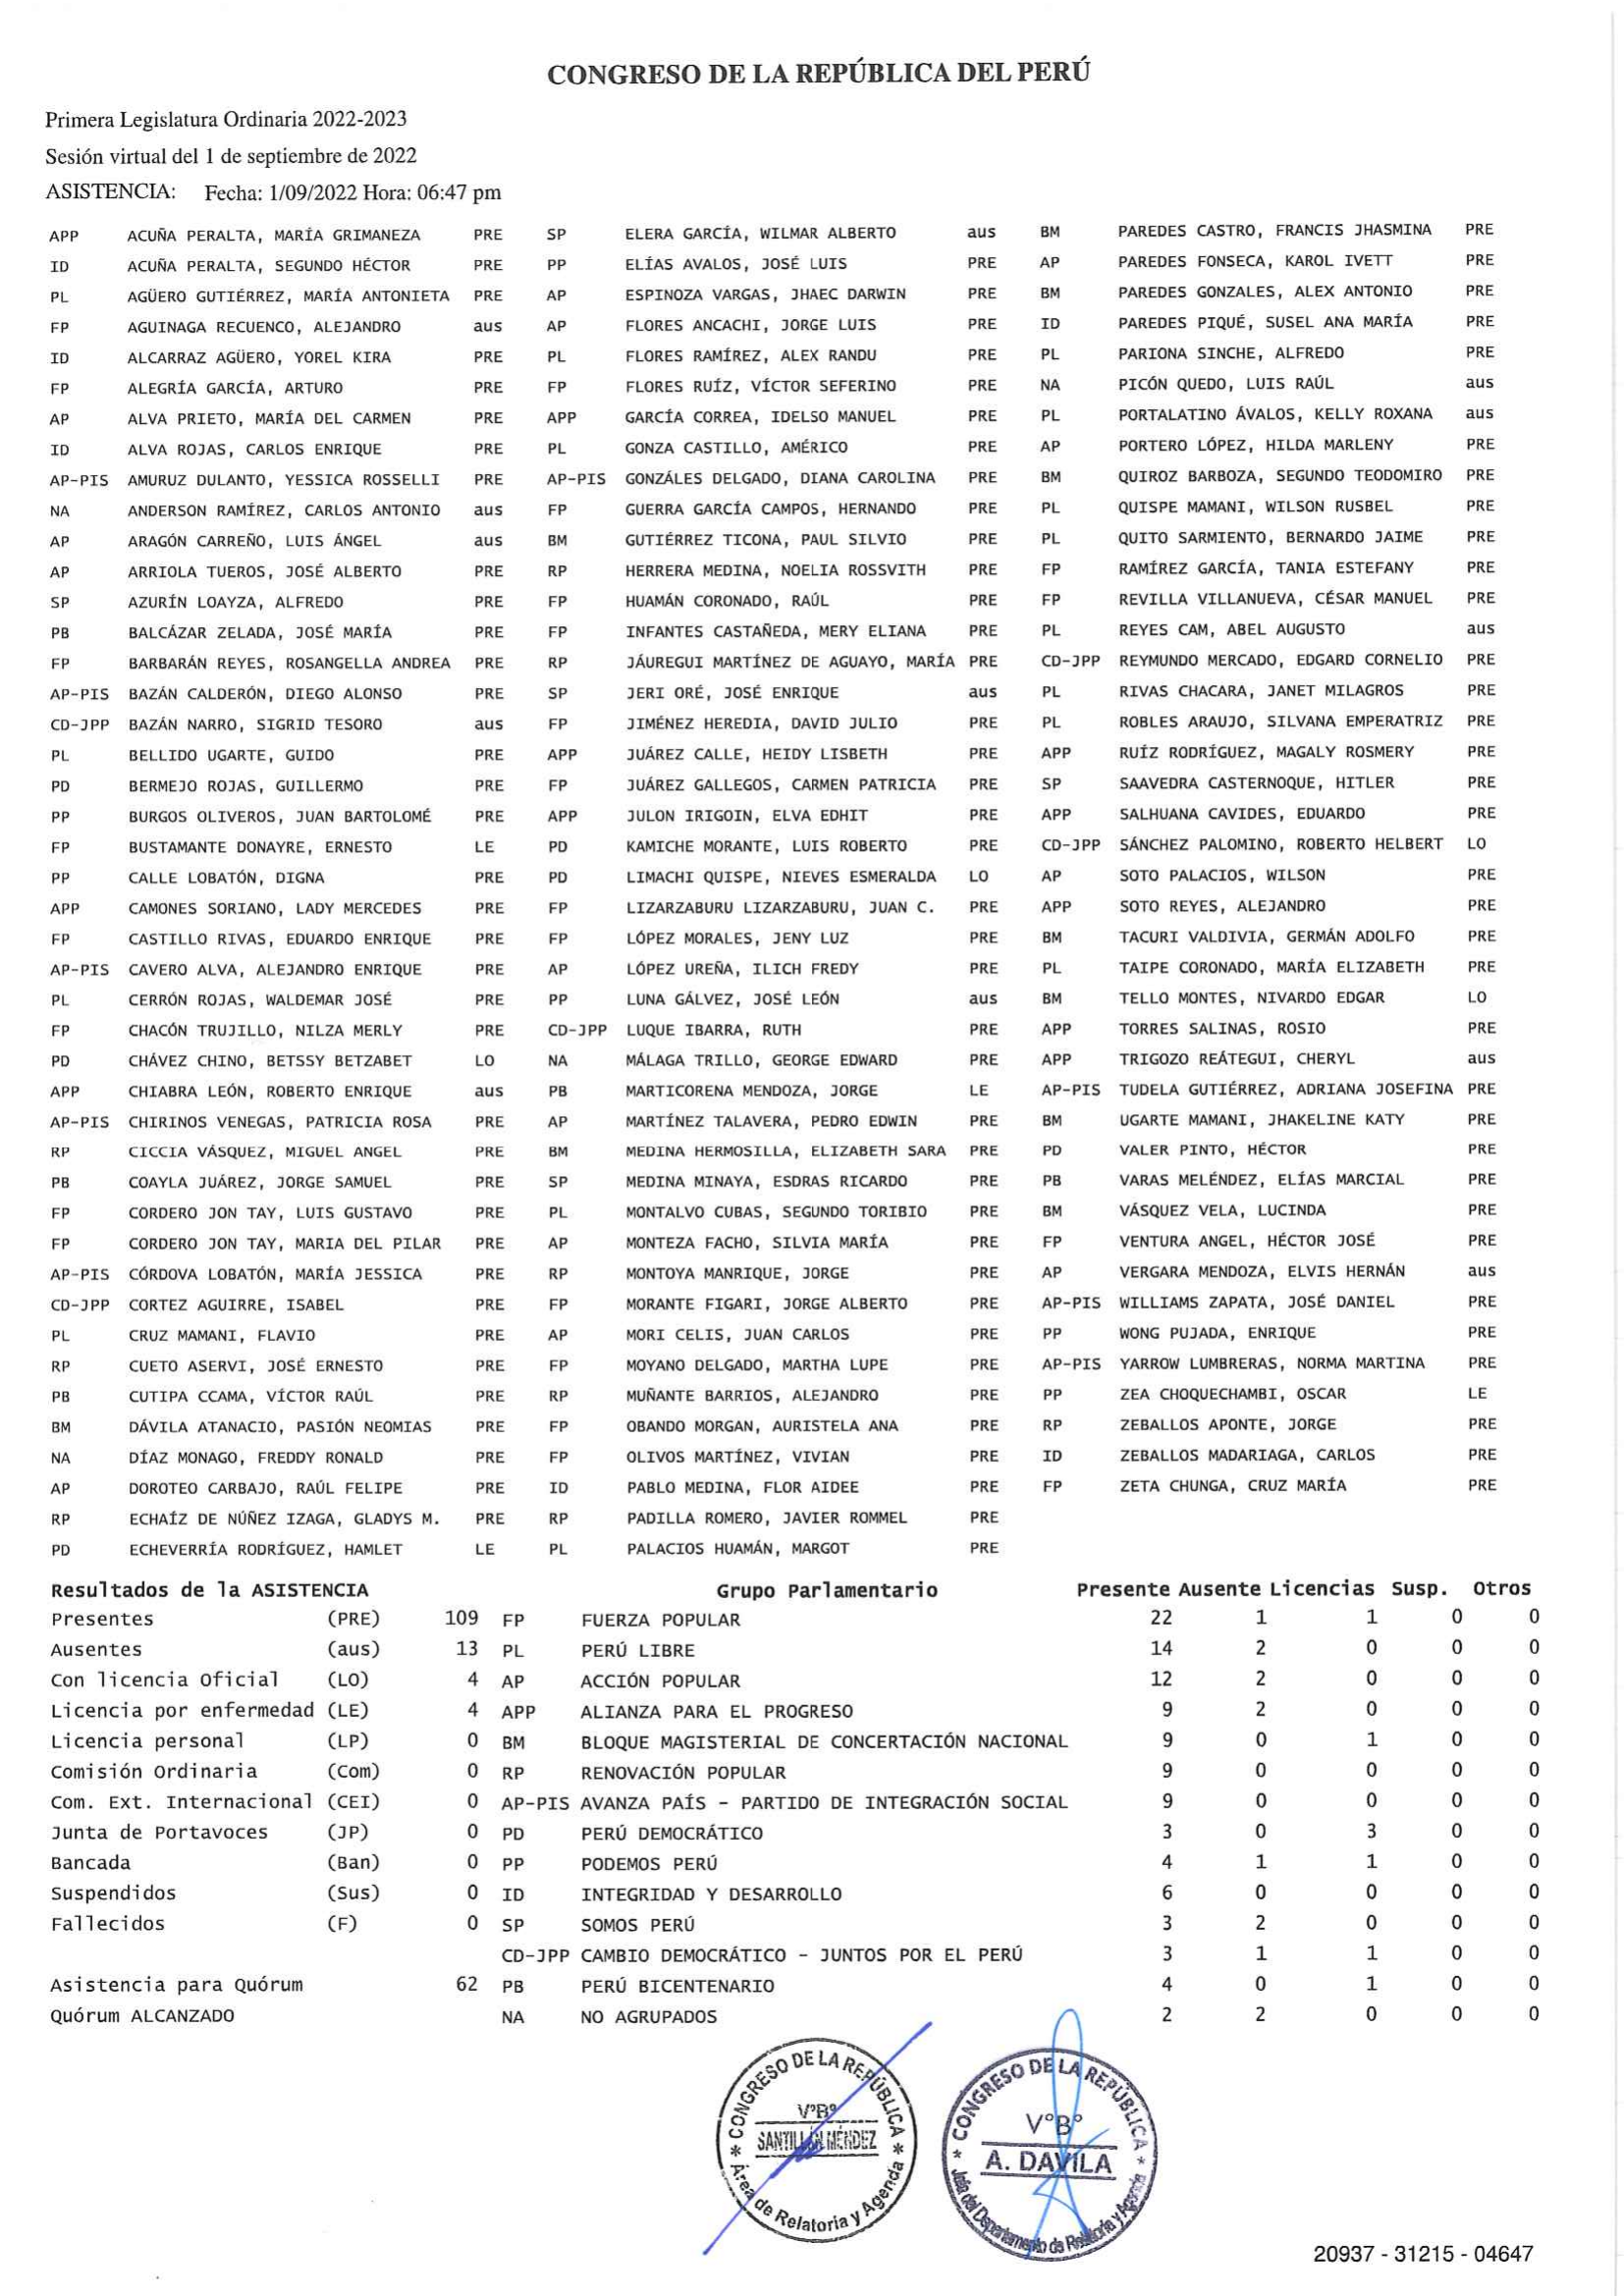 CONGRESO DE LA REPÚBLICA DEL PERÚ
Primera Legislatura Ordinaria 2022-2023
Sesión virtual del 1 de septiembre de 2022
ASISTENCIA: Fecha: 1/09/2022 Hora: 06:47 pm
APP ACUÑA PERALTA, MARÍA GRIMANEZA PRE SP ELERA GARCÍA, WILMAR ALBERTO aus BM PAREDES CASTRO, FRANCIS JHASMINA PRE
ID ACUÑA PERALTA, SEGUNDO HÉCTOR PRE PP ELÍAS AVALOS, JOSÉ LUIS PRE AP PAREDES FONSECA, KAROL IVETT PRE
PL AGÜERO GUTIÉRREZ, MARÍA ANTONIETA PRE AP ESPINOZA VARGAS, JHAEC DARWIN PRE BM PAREDES GONZALES, ALEX ANTONIO PRE
FP AGUINAGA RECUENCO, ALEJANDRO aus AP FLORES ANCACHI, JORGE LUIS PRE ID PAREDES PIQUÉ, SUSEL ANA MARÍA PRE
ID ALCARRAZ AGÜERO, YOREL KIRA PRE PL FLORES RAMÍREZ, ALEX RANDU PRE PL PARIONA SINCHE, ALFREDO PRE
FP ALEGRÍA GARCÍA, ARTURO PRE FP FLORES RUÍZ, VÍCTOR SEFERINO PRE NA PICÓN QUEDO, LUIS RAÚL aus
AP ALVA PRIETO, MARÍA DEL CARMEN PRE APP GARCÍA CORREA, IDELSO MANUEL PRE PL PORTALATINO ÁVALOS, KELLY ROXANA aus
ID ALVA ROJAS, CARLOS ENRIQUE PRE PL GONZA CASTILLO, AMÉRICO PRE AP PORTERO LÓPEZ, HILDA MARLENY PRE
AP-PIS AMURUZ DULANTO, YESSICA ROSSELLI PRE AP-PIS GONZÁLES DELGADO, DIANA CAROLINA PRE BM QUIROZ BARBOZA, SEGUNDO TEODOMIRO PRE
NA ANDERSON RAMÍREZ, CARLOS ANTONIO aus FP GUERRA GARCÍA CAMPOS, HERNANDO PRE PL QUISPE MAMANI, WILSON RUSBEL PRE
AP ARAGÓN CARREÑO, LUIS ÁNGEL aus BM GUTIÉRREZ TICONA, PAUL SILVIO PRE PL QUITO SARMIENTO, BERNARDO JAIME PRE
AP ARRIOLA TUEROS, JOSÉ ALBERTO PRE RP HERRERA MEDINA, NOELIA ROSSVITH PRE FP RAMÍREZ GARCÍA, TANIA ESTEFANY PRE
SP AZURÍN LOAYZA, ALFREDO PRE FP HUAMÁN CORONADO, RAÚL PRE FP REVILLA VILLANUEVA, CÉSAR MANUEL PRE
PB BALCÁZAR ZELADA, JOSÉ MARÍA PRE FP INFANTES CASTAÑEDA, MERY ELIANA PRE PL REYES CAM, ABEL AUGUSTO aus
FP BARBARÁN REYES, ROSANGELLA ANDREA PRE RP JÁUREGUI MARTÍNEZ DE AGUAYO, MARÍA PRE CD-JPP REYMUNDO MERCADO, EDGARD CORNELIO PRE
AP-PIS BAZÁN CALDERÓN, DIEGO ALONSO PRE SP JERI ORÉ, JOSÉ ENRIQUE aus PL RIVAS CHACARA, JANET MILAGROS PRE
CD-JPP BAZÁN NARRO, SIGRID TESORO aus FP JIMÉNEZ HEREDIA, DAVID JULIO PRE PL ROBLES ARAUJO, SILVANA EMPERATRIZ PRE
PL BELLIDO UGARTE, GUIDO PRE APP JUÁREZ CALLE, HEIDY LISBETH PRE APP RUÍZ RODRÍGUEZ, MAGALY ROSMERY PRE
PD BERMEJO ROJAS, GUILLERMO PRE FP JUÁREZ GALLEGOS, CARMEN PATRICIA PRE SP SAAVEDRA CASTERNOQUE, HITLER PRE
PP BURGOS OLIVEROS, JUAN BARTOLOMÉ PRE APP JULON IRIGOIN, ELVA EDHIT PRE APP SALHUANA CAVIDES, EDUARDO PRE
FP BUSTAMANTE DONAYRE, ERNESTO LE PD KAMICHE MORANTE, LUIS ROBERTO PRE CD-JPP SÁNCHEZ PALOMINO, ROBERTO HELBERT LO
PP CALLE LOBATÓN, DIGNA PRE PD LIMACHI QUISPE, NIEVES ESMERALDA LO AP SOTO PALACIOS, WILSON PRE
APP CAMONES SORIANO, LADY MERCEDES PRE FP LIZARZABURU LIZARZABURU, JUAN C. PRE APP SOTO REYES, ALEJANDRO PRE
FP CASTILLO RIVAS, EDUARDO ENRIQUE PRE FP LÓPEZ MORALES, JENY LUZ PRE BM TACURI VALDIVIA, GERMÁN ADOLFO PRE
AP-PIS CAVERO ALVA, ALEJANDRO ENRIQUE PRE AP LÓPEZ UREÑA, ILICH FREDY PRE PL TAIPE CORONADO, MARÍA ELIZABETH PRE
PL CERRÓN ROJAS, WALDEMAR JOSÉ PRE PP LUNA GÁLVEZ, JOSÉ LEÓN aus BM TELLO MONTES, NIVARDO EDGAR LO
FP CHACÓN TRUJILLO, NILZA MERLY PRE CD-JPP LUQUE IBARRA, RUTH PRE APP TORRES SALINAS, ROSIO PRE
PD CHÁVEZ CHINO, BETSSY BETZABET LO NA MÁLAGA TRILLO, GEORGE EDWARD PRE APP TRIGOZO REÁTEGUI, CHERYL aus
APP CHIABRA LEÓN, ROBERTO ENRIQUE aus PB MARTICORENA MENDOZA, JORGE LE AP-PIS TUDELA GUTIÉRREZ, ADRIANA JOSEFINA PRE
AP-PIS CHIRINOS VENEGAS, PATRICIA ROSA PRE AP MARTÍNEZ TALAVERA, PEDRO EDWIN PRE BM UGARTE MAMANI, JHAKELINE KATY PRE
RP CICCIA VÁSQUEZ, MIGUEL ANGEL PRE BM MEDINA HERMOSILLA, ELIZABETH SARA PRE PD VALER PINTO, HÉCTOR PRE
PB COAYLA JUÁREZ, JORGE SAMUEL PRE SP MEDINA MINAYA, ESDRAS RICARDO PRE PB VARAS MELÉNDEZ, ELÍAS MARCIAL PRE
FP CORDERO JON TAY, LUIS GUSTAVO PRE PL MONTALVO CUBAS, SEGUNDO TORIBIO PRE BM VÁSQUEZ VELA, LUCINDA PRE
FP CORDERO JON TAY, MARIA DEL PILAR PRE AP MONTEZA FACHO, SILVIA MARÍA PRE FP VENTURA ANGEL, HÉCTOR JOSÉ PRE
AP-PIS CÓRDOVA LOBATÓN, MARÍA JESSICA PRE RP MONTOYA MANRIQUE, JORGE PRE AP VERGARA MENDOZA, ELVIS HERNÁN aus
CD-JPP CORTEZ AGUIRRE, ISABEL PRE FP MORANTE FIGARI, JORGE ALBERTO PRE AP-PIS WILLIAMS ZAPATA, JOSÉ DANIEL PRE
PL CRUZ MAMANI, FLAVIO PRE AP MORI CELIS, JUAN CARLOS PRE PP WONG PUJADA, ENRIQUE PRE
RP CUETO ASERVI, JOSÉ ERNESTO PRE FP MOYANO DELGADO, MARTHA LUPE PRE AP-PIS YARROW LUMBRERAS, NORMA MARTINA PRE
PB CUTIPA CCAMA, VÍCTOR RAÚL PRE RP MUÑANTE BARRIOS, ALEJANDRO PRE PP ZEA CHOQUECHAMBI, OSCAR LE
BM DÁVILA ATANACIO, PASIÓN NEOMIAS PRE FP OBANDO MORGAN, AURISTELA ANA PRE RP ZEBALLOS APONTE, JORGE PRE
NA DÍAZ MONAGO, FREDDY RONALD PRE FP OLIVOS MARTÍNEZ, VIVIAN PRE ID ZEBALLOS MADARIAGA, CARLOS PRE
AP DOROTEO CARBAJO, RAÚL FELIPE PRE ID PABLO MEDINA, FLOR AIDEE PRE FP ZETA CHUNGA, CRUZ MARÍA PRE
RP ECHAÍZ DE NÚÑEZ IZAGA, GLADYS M. PRE RP PADILLA ROMERO, JAVIER ROMMEL PRE
PD ECHEVERRÍA RODRÍGUEZ, HAMLET LE PL PALACIOS HUAMÁN, MARGOT PRE
Resultados de la ASISTENCIA Grupo Parlamentario Presente Ausente Licencias Susp. Otros
Presentes (PRE) 109 FP FUERZA POPULAR 22 1 1 0 0
Ausentes (aus) 13 PL PERÚ LIBRE 14 2 0 0 0
Con licencia Oficial (LO) 4 AP ACCIÓN POPULAR 12 2 0 0 0
Licencia por enfermedad (LE) 4 APP ALIANZA PARA EL PROGRESO 9 2 0 0 0
Licencia personal (LP) 0 BM BLOQUE MAGISTERIAL DE CONCERTACIÓN NACIONAL 9 0 1 0 0
Comisión Ordinaria (Com) 0 RP RENOVACIÓN POPULAR 9 0 0 0 0
Com. Ext. Internacional (CEI) 0 AP-PIS AVANZA PAÍS - PARTIDO DE INTEGRACIÓN SOCIAL 9 0 0 0 0
Junta de Portavoces (JP) 0 PD PERÚ DEMOCRÁTICO 3 0 3 0 0
Bancada (Ban) 0 PP PODEMOS PERÚ 4 1 1 0 0
Suspendidos (Sus) 0 ID INTEGRIDAD Y DESARROLLO 6 0 0 0 0
Fallecidos (F) 0 SP SOMOS PERÚ 3 2 0 0 0
CD-JPP CAMBIO DEMOCRÁTICO - JUNTOS POR EL PERÚ 3 1 1 0 0
Asistencia para Quórum 62 PB PERÚ BICENTENARIO 4 0 1 0 0
Quórum ALCANZADO NA NO AGRUPADOS 2 2 0 0 0
* CONGRESO DE LA REPÚBLICA *
V°B°
SANTILLÁN MÉNDEZ
Área de Relatoria y Agenda
* CONGRESO DE LA REPÚBLICA *
V°B°
A. DAVILA
Jefa del Departamento de Relatoria y Agenda
20937 - 31215 - 04647